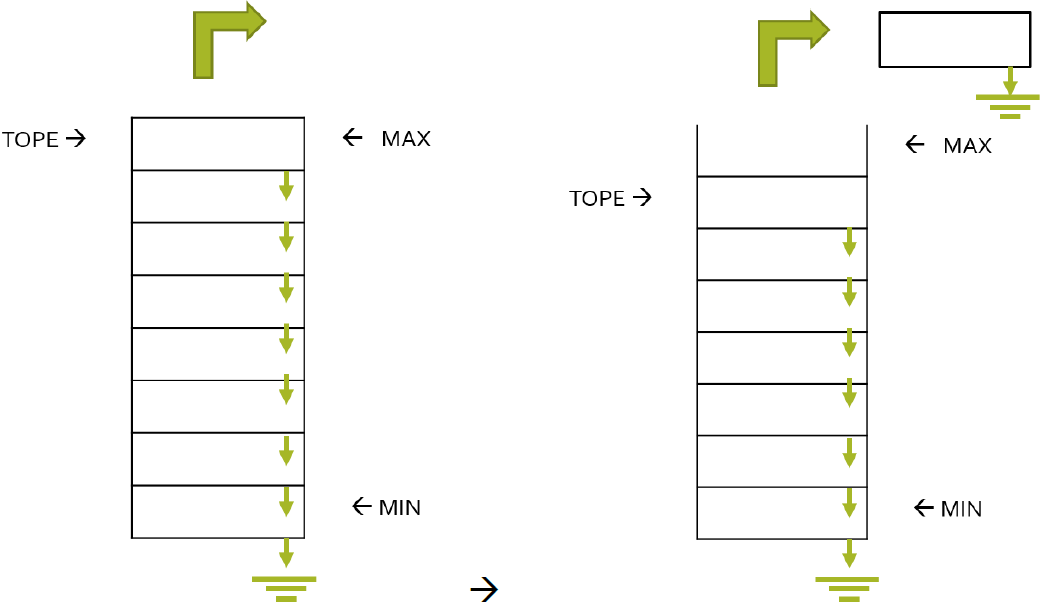 TOPE → ← MAX
← MIN
→
← MAX
TOPE →
← MIN